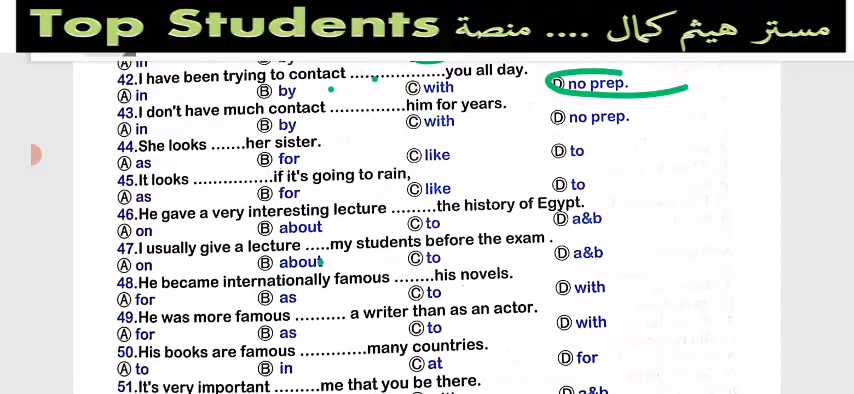 Top Students مستر هيثم كمال .... منصة
Ⓐ in
42.I have been trying to contact ....................you all day.
Ⓐ in Ⓑ by Ⓒ with Ⓓ no prep.
43.I don't have much contact ...............him for years.
Ⓐ in Ⓑ by Ⓒ with Ⓓ no prep.
44.She looks .......her sister.
Ⓐ as Ⓑ for Ⓒ like Ⓓ to
45.It looks ................if it's going to rain,
Ⓐ as Ⓑ for Ⓒ like Ⓓ to
46.He gave a very interesting lecture .........the history of Egypt.
Ⓐ on Ⓑ about Ⓒ to Ⓓ a&b
47.I usually give a lecture .....my students before the exam .
Ⓐ on Ⓑ about Ⓒ to Ⓓ a&b
48.He became internationally famous ........his novels.
Ⓐ for Ⓑ as Ⓒ to Ⓓ with
49.He was more famous .......... a writer than as an actor.
Ⓐ for Ⓑ as Ⓒ to Ⓓ with
50.His books are famous .............many countries.
Ⓐ to Ⓑ in Ⓒ at Ⓓ for
51.It's very important .........me that you be there.
Ⓓ a&b